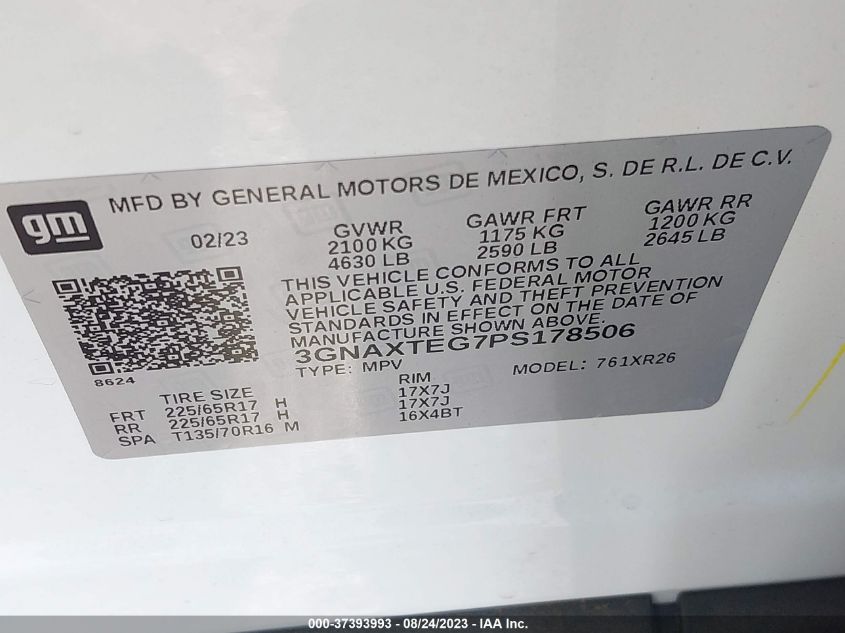 gm
MFD BY GENERAL MOTORS DE MEXICO, S. DE R.L. DE C.V.
02/23 GVWR GAWR FRT GAWR RR
2100 KG 1175 KG 1200 KG
4630 LB 2590 LB 2645 LB
THIS VEHICLE CONFORMS TO ALL
APPLICABLE U.S. FEDERAL MOTOR
VEHICLE SAFETY AND THEFT PREVENTION
STANDARDS IN EFFECT ON THE DATE OF
MANUFACTURE SHOWN ABOVE.
3GNAXTEG7PS178506
TYPE: MPV MODEL: 761XR26
8624
TIRE SIZE RIM
FRT 225/65R17 H 17X7J
RR 225/65R17 H 17X7J
SPA T135/70R16 M 16X4BT
000-37393993 - 08/24/2023 - IAA Inc.